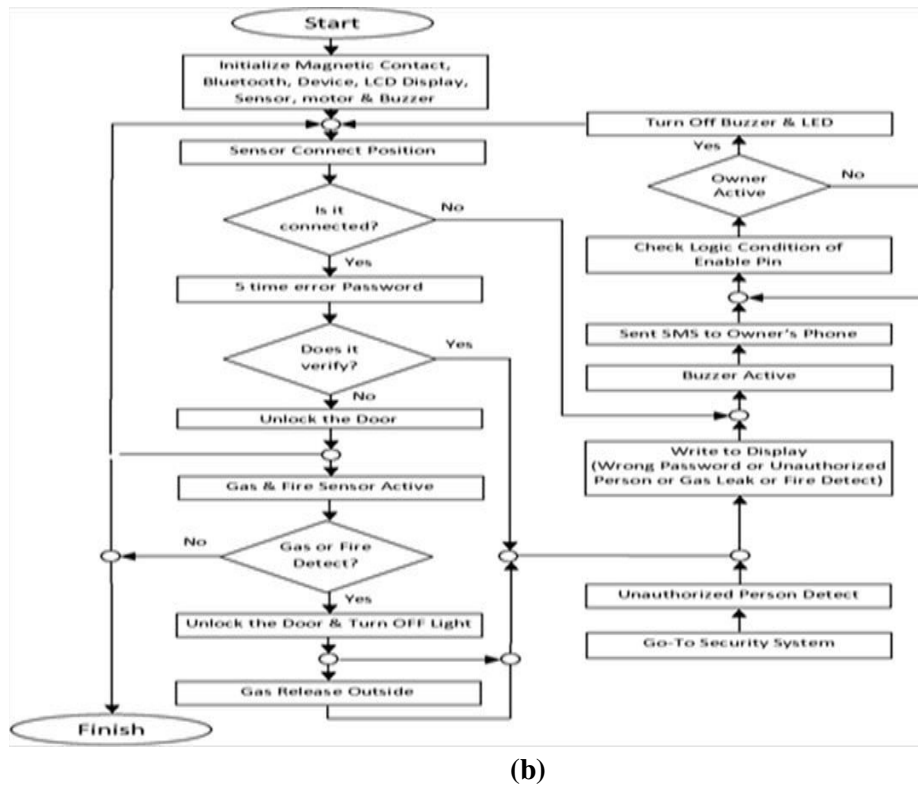 Start
Initialize Magnetic Contact,
Bluetooth, Device, LCD Display,
Sensor, motor & Buzzer
Sensor Connect Position
Is it
connected?
No
Yes
5 time error Password
Does it
verify?
Yes
No
Unlock the Door
Gas & Fire Sensor Active
Gas or Fire
Detect?
No
Yes
Unlock the Door & Turn OFF Light
Gas Release Outside
Finish
Turn Off Buzzer & LED
Yes
Owner
Active
No
Check Logic Condition of
Enable Pin
Sent SMS to Owner's Phone
Buzzer Active
Write to Display
(Wrong Password or Unauthorized
Person or Gas Leak or Fire Detect)
Unauthorized Person Detect
Go-To Security System
(b)